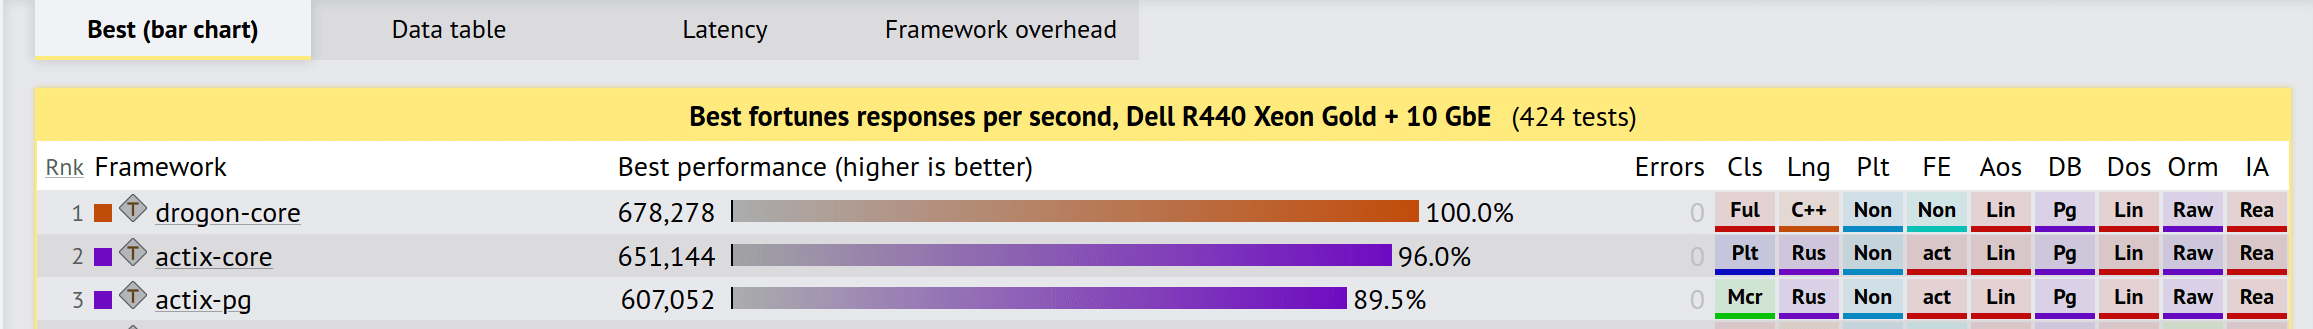 Best (bar chart) Data table Latency Framework overhead
Best fortunes responses per second, Dell R440 Xeon Gold + 10 GbE (424 tests)
Rnk Framework Best performance (higher is better) Errors Cls Lng Plt FE Aos DB Dos Orm IA
1 T drogon-core 678,278 100.0% 0 Ful C++ Non Non Lin Pg Lin Raw Rea
2 T actix-core 651,144 96.0% 0 Plt Rus Non act Lin Pg Lin Raw Rea
3 T actix-pg 607,052 89.5% 0 Mcr Rus Non act Lin Pg Lin Raw Rea